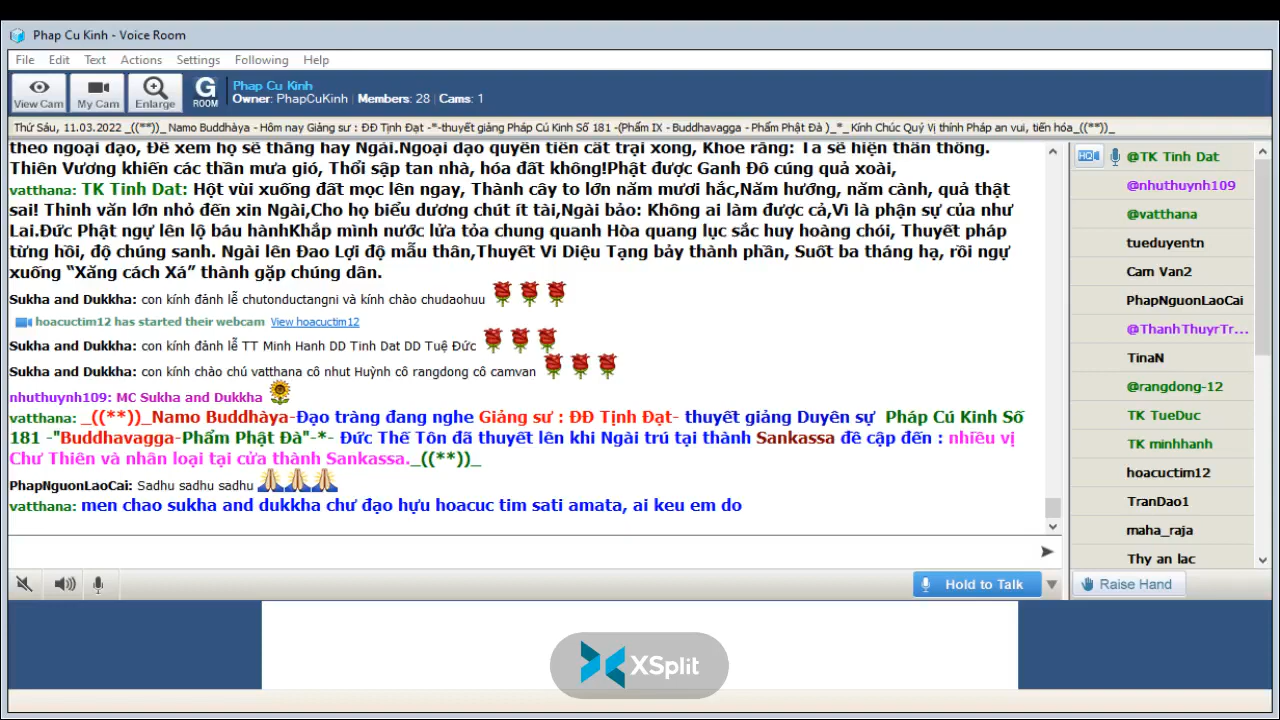 Phap Cu Kinh - Voice Room
File Edit Text Actions Settings Following Help
View Cam My Cam Enlarge G ROOM
Phap Cu Kinh
Owner: PhapCuKinh | Members: 28 | Cams: 1
Thứ Sáu, 11.03.2022 _((**))_ Namo Buddhàya - Hôm nay Giảng sư : ĐĐ Tịnh Đạt -*-thuyết giảng Pháp Cú Kinh Số 181 -(Phẩm IX - Buddhavagga - Phẩm Phật Đà )_*_ Kính Chúc Quý Vị thính Pháp an vui, tiến hóa_((**))_
theo ngoại dạo, Để xem họ sẽ thắng hay Ngài.Ngoại dạo quyên tiền cất trại xong, Khoe rằng: Ta sẽ hiện thần thông.
Thiên Vương khiến các thần mưa gió, Thổi sập tan nhà, hóa đất không!Phật được Ganh Đô cúng quả xoài,
vatthana: TK Tinh Dat: Hột vùi xuống đất mọc lên ngay, Thành cây to lớn năm mươi hắc,Năm hướng, năm cành, quả thật
sai! Thinh văn lớn nhỏ đến xin Ngài,Cho họ biểu dương chút ít tài,Ngài bảo: Không ai làm được cả,Vì là phận sự của như
Lai.Đức Phật ngự lên lộ báu hànhKhắp mình nước lửa tỏa chung quanh Hòa quang lục sắc huy hoàng chói, Thuyết pháp
từng hồi, độ chúng sanh. Ngài lên Đao Lợi độ mẫu thân,Thuyết Vi Diệu Tạng bảy thành phần, Suốt ba tháng hạ, rồi ngự
xuống “Xăng cách Xá” thành gặp chúng dân.
Sukha and Dukkha: con kính đảnh lễ chutonductangni và kính chào chudaohuu
hoacuctim12 has started their webcam View hoacuctim12
Sukha and Dukkha: con kính đảnh lễ TT Minh Hanh DD Tinh Dat DD Tuệ Đức
Sukha and Dukkha: con kính chào chú vatthana cô nhut Huỳnh cô rangdong cô camvan
nhuthuynh109: MC Sukha and Dukkha
vatthana: _((**))_Namo Buddhàya-Đạo tràng đang nghe Giảng sư : ĐĐ Tịnh Đạt- thuyết giảng Duyên sự Pháp Cú Kinh Số
181 -"Buddhavagga-Phẩm Phật Đà"-*- Đức Thế Tôn đã thuyết lên khi Ngài trú tại thành Sankassa đề cập đến : nhiều vị
Chư Thiên và nhân loại tại cửa thành Sankassa._((**))_
PhapNguonLaoCai: Sadhu sadhu sadhu
vatthana: men chao sukha and dukkha chư đạo hựu hoacuc tim sati amata, ai keu em do
Hold to Talk
HQ @TK Tinh Dat
@nhuthuynh109
@vatthana
tueduyentn
Cam Van2
PhapNguonLaoCai
@ThanhThuyrTr...
TinaN
@rangdong-12
TK TueDuc
TK minhhanh
hoacuctim12
TranDao1
maha_raja
Thy an lac
Raise Hand
XSplit